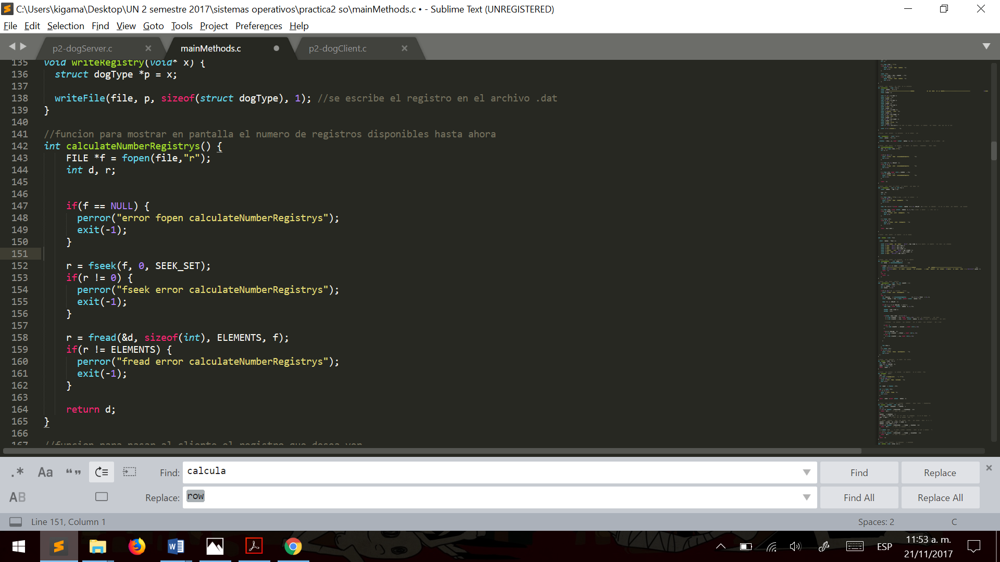 C:\Users\kigama\Desktop\UN 2 semestre 2017\sistemas operativos\practica2 so\mainMethods.c • - Sublime Text (UNREGISTERED)
File Edit Selection Find View Goto Tools Project Preferences Help
p2-dogServer.c mainMethods.c p2-dogClient.c
135 void writeRegistry(void* x) {
136 struct dogType *p = x;
137
138 writeFile(file, p, sizeof(struct dogType), 1); //se escribe el registro en el archivo .dat
139 }
140
141 //funcion para mostrar en pantalla el numero de registros disponibles hasta ahora
142 int calculateNumberRegistrys() {
143 FILE *f = fopen(file,"r");
144 int d, r;
145
146
147 if(f == NULL) {
148 perror("error fopen calculateNumberRegistrys");
149 exit(-1);
150 }
151
152 r = fseek(f, 0, SEEK_SET);
153 if(r != 0) {
154 perror("fseek error calculateNumberRegistrys");
155 exit(-1);
156 }
157
158 r = fread(&d, sizeof(int), ELEMENTS, f);
159 if(r != ELEMENTS) {
160 perror("fread error calculateNumberRegistrys");
161 exit(-1);
162 }
163
164 return d;
165 }
166
167 //funcion para pasar al cliente el registro que desea ver
.* Aa “” Find: calcula Find Replace
AB Replace: row Find All Replace All
Line 151, Column 1 Spaces: 2 C
ESP
11:53 a. m.
21/11/2017